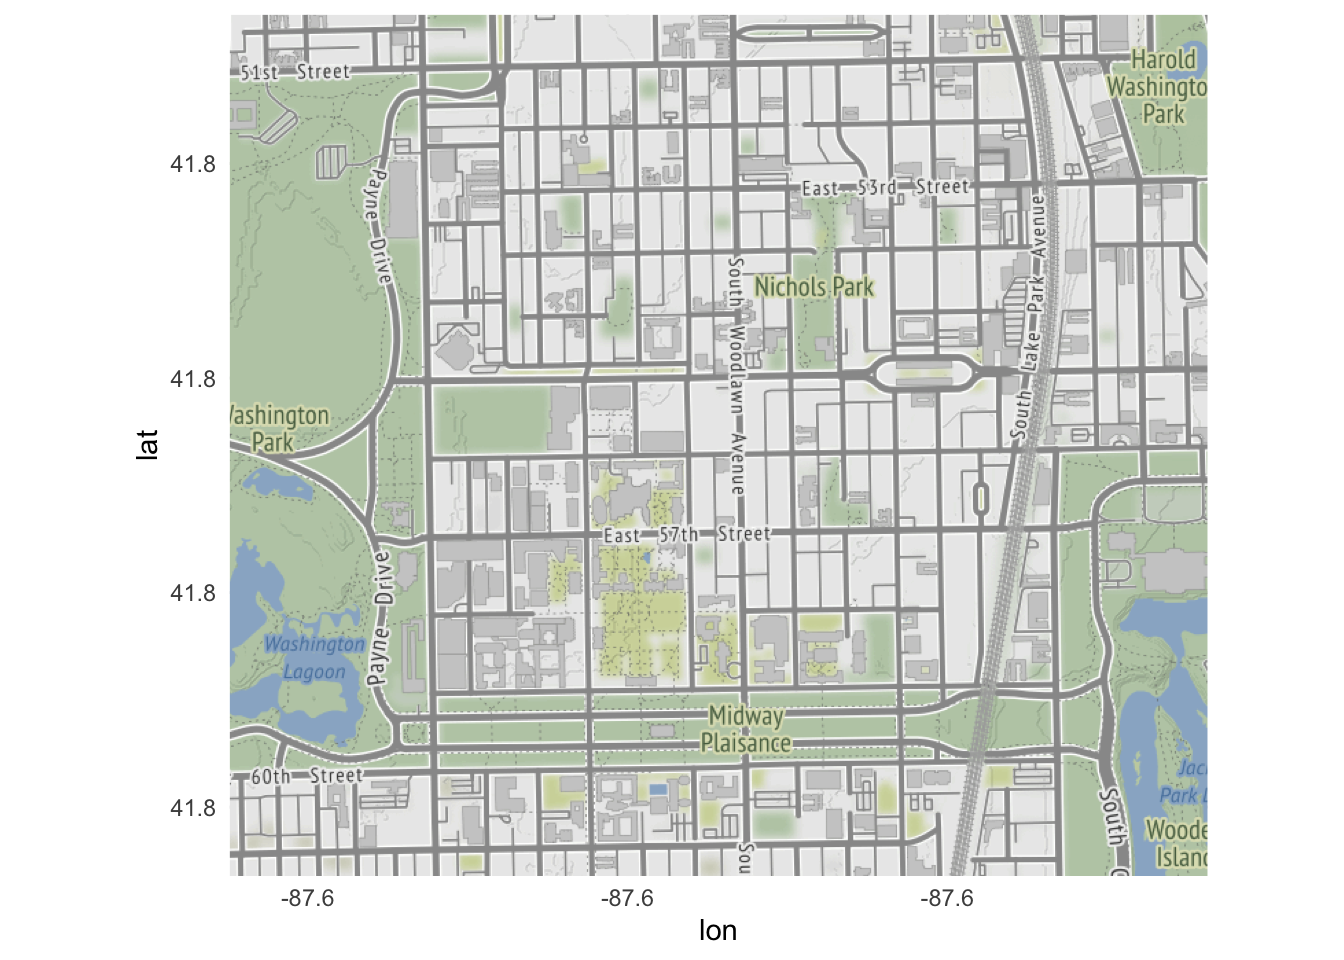 51st Street
Harold
Washingto
Park
41.8
Payne Drive
East 53rd Street
South Lake Park Avenue
South Woodlawn Avenue
Nichols Park
41.8
Washington
Park
lat
East 57th Street
41.8
Payne Drive
Washington
Lagoon
Midway
Plaisance
60th Street
Jac
Park L
41.8
South
Woode
Island
Sou
-87.6
-87.6
-87.6
lon